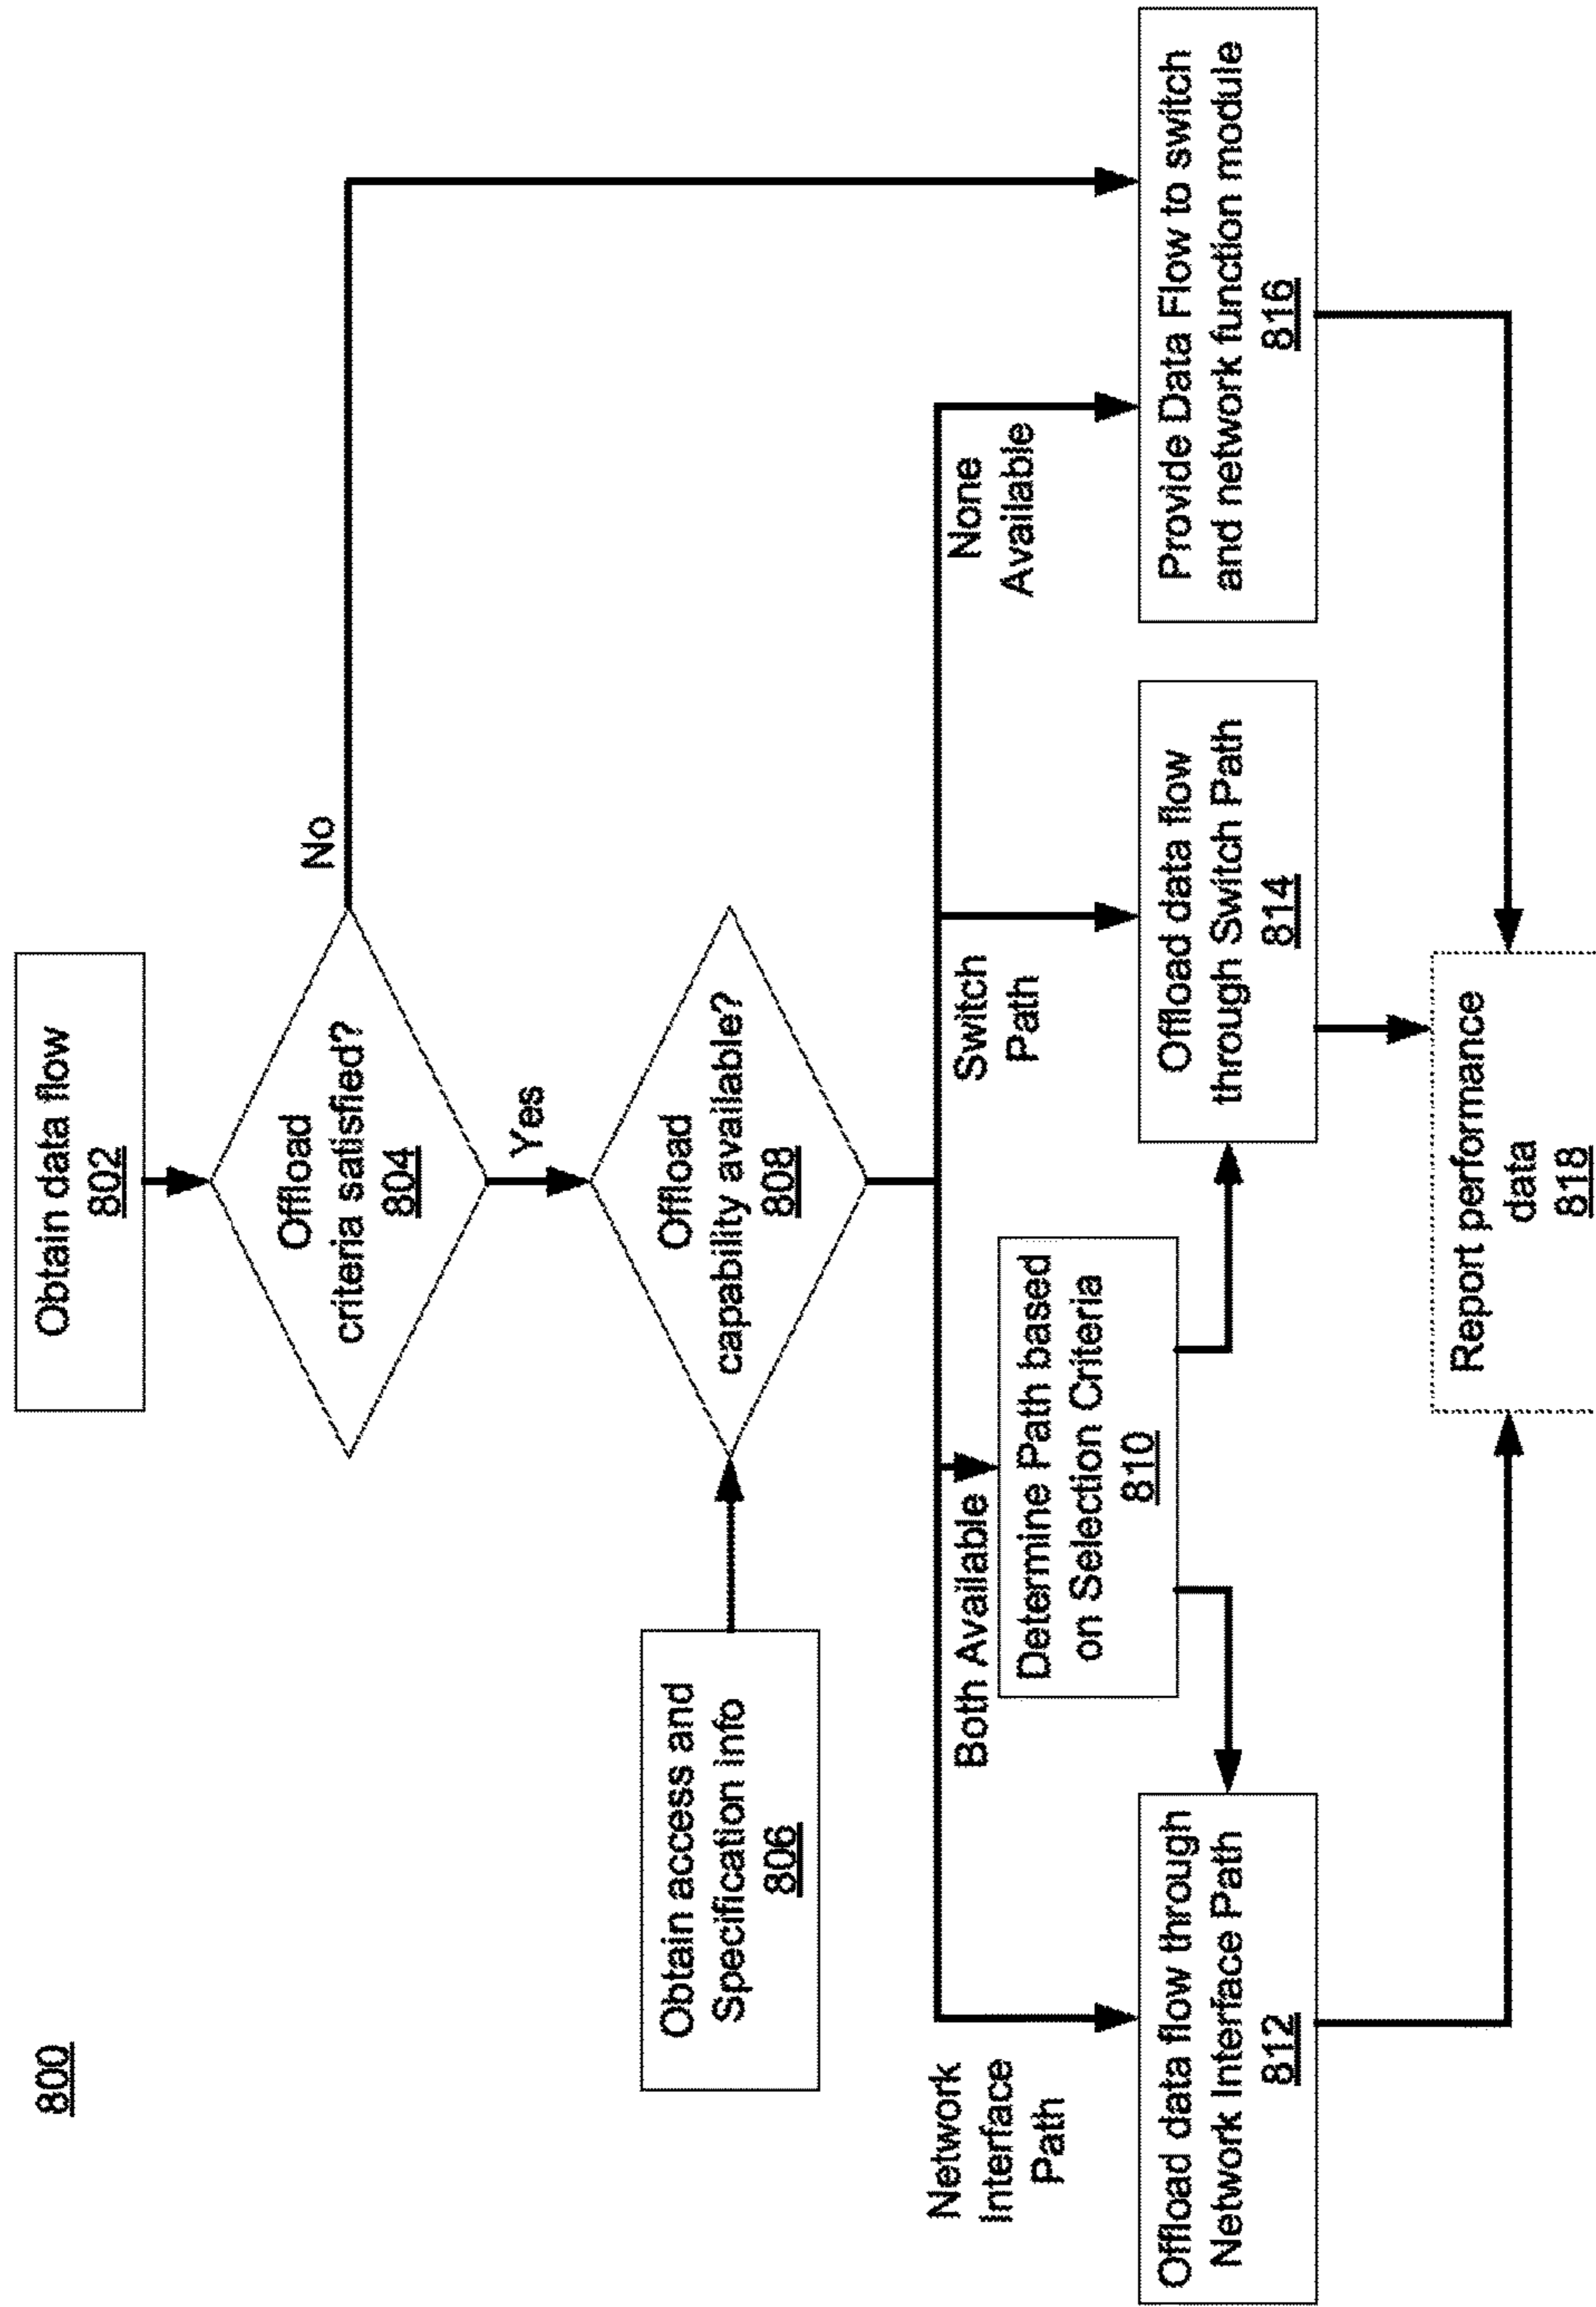 800
Obtain data flow
802
Offload
criteria satisfied?
804
No
Yes
Obtain access and
Specification info
806
Offload
capability available?
808
Network
Interface
Path
Both Available
Switch
Path
None
Available
Determine Path based
on Selection Criteria
810
Offload data flow through
Network Interface Path
812
Offload data flow
through Switch Path
814
Provide Data Flow to switch
and network function module
816
Report performance
data
818